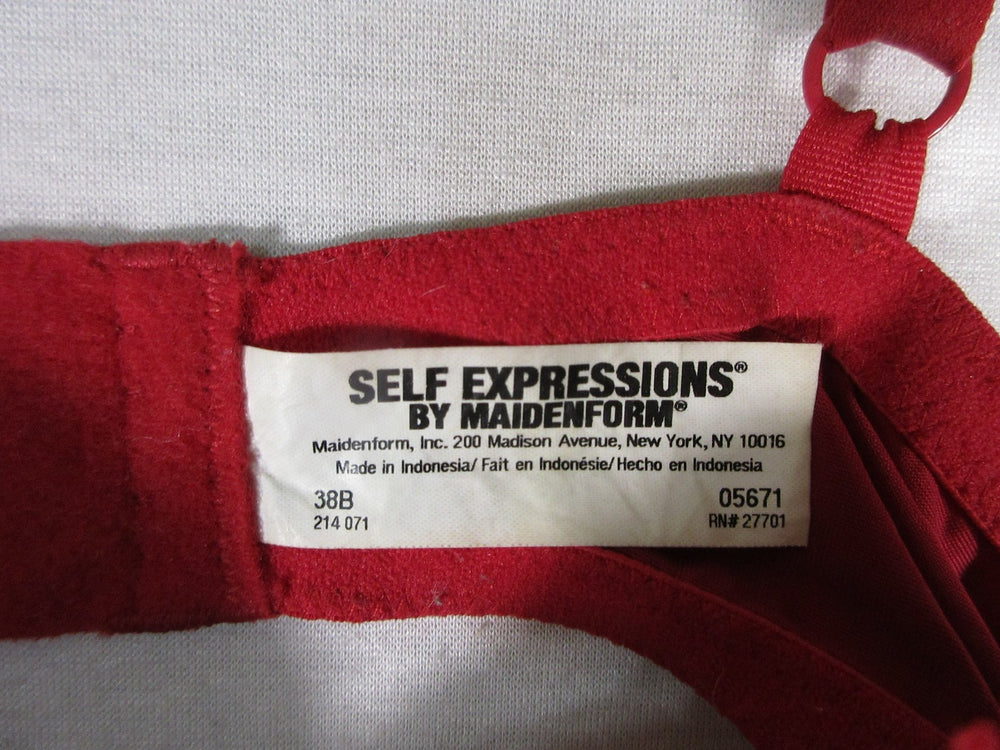 SELF EXPRESSIONS®
BY MAIDENFORM®
Maidenform, Inc. 200 Madison Avenue, New York, NY 10016
Made in Indonesia/ Fait en Indonésie/Hecho en Indonesia
38B 05671
214 071 RN# 27701